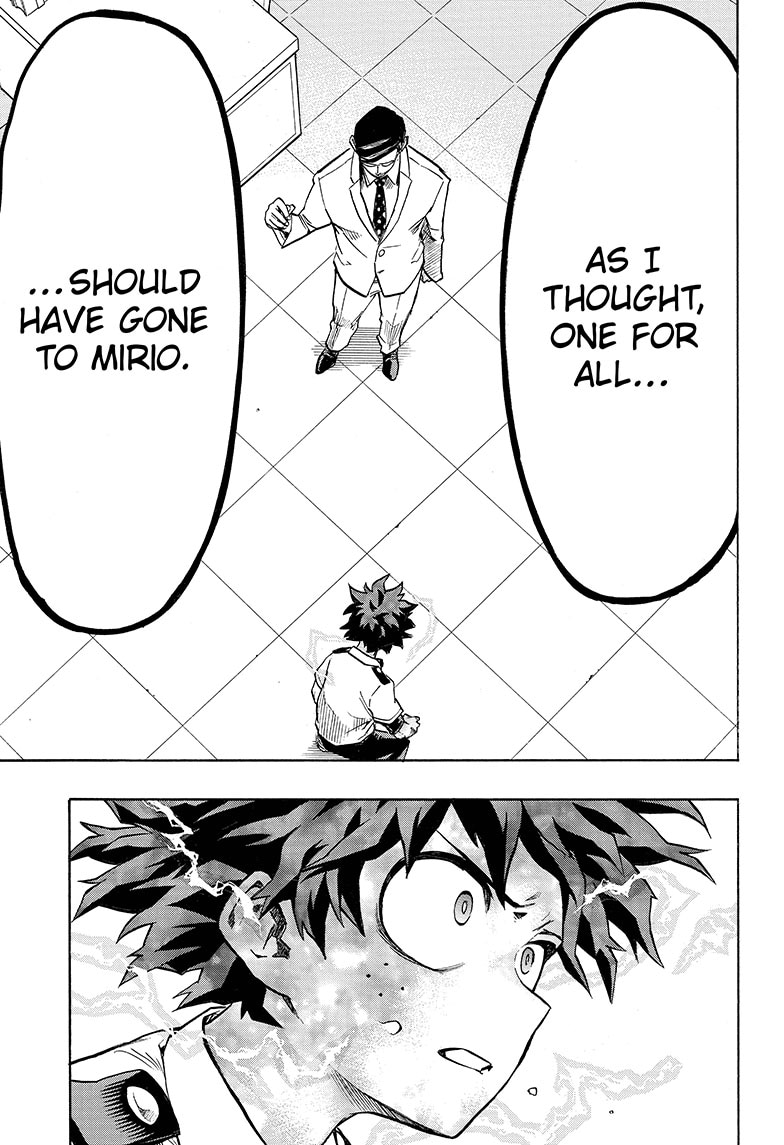 AS I
THOUGHT,
ONE FOR
ALL...
...SHOULD
HAVE GONE
TO MIRIO.